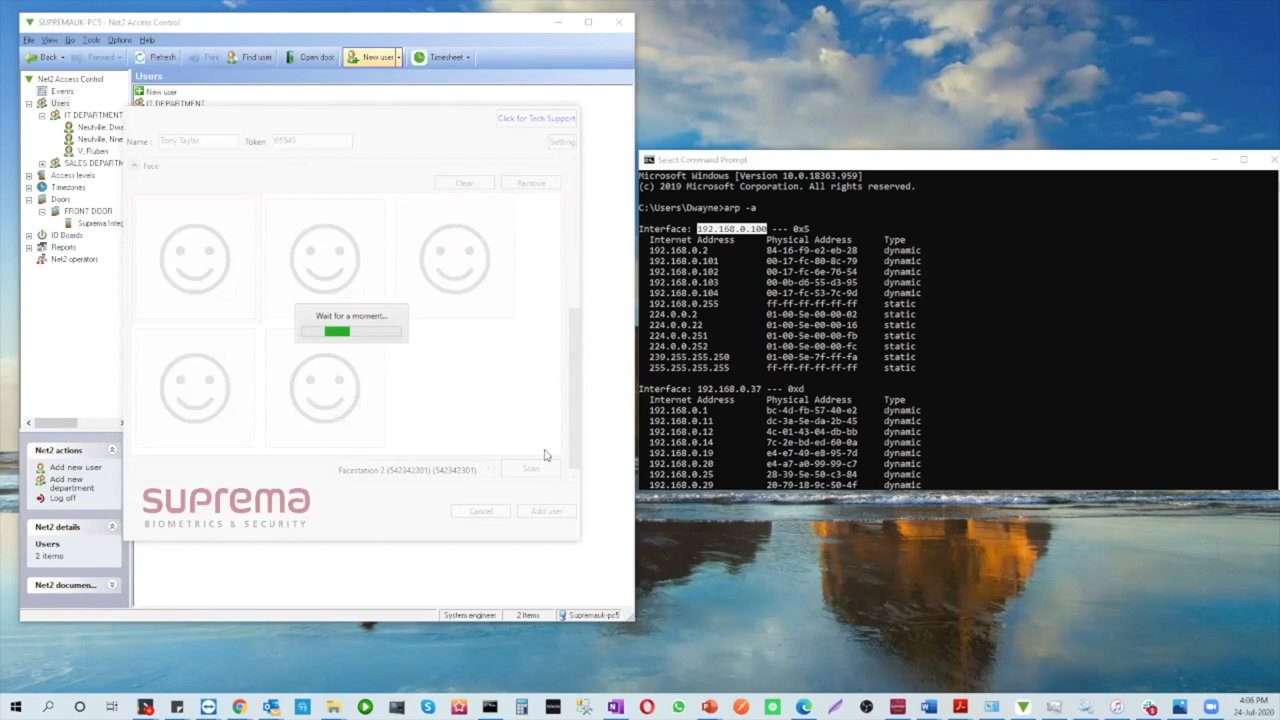 SUPREMAUK-PC5 - Net2 Access Control
File View Go Tools Options Help
Back Forward Refresh Print Find user Open door New user Timesheet
Net2 Access Control
Events
Users
IT DEPARTMENT
Neufville, Dwa
Neufville, Nne
V, Ruben
SALES DEPARTM
Access levels
Timezones
Doors
FRONT DOOR
Suprema Integ
IO Boards
Reports
Net2 operators
Users
New user
IT DEPARTMENT
Click for Tech Support
Name : Tony Tayler Token 65545 Setting
Face
Clear Remove
Wait for a moment...
Facestation 2 (542342301) (542342301) Scan
suprema
BIOMETRICS & SECURITY
Cancel Add user
Net2 actions
Add new user
Add new
department
Log off
Net2 details
Users
2 items
Net2 documen...
System engineer 2 Items Supremauk-pc5
Select Command Prompt
Microsoft Windows [Version 10.0.18363.959]
(c) 2019 Microsoft Corporation. All rights reserved.
C:\Users\Dwayne>arp -a
Interface: 192.168.0.100 --- 0x5
Internet Address Physical Address Type
192.168.0.2 84-16-f9-e2-eb-28 dynamic
192.168.0.101 00-17-fc-80-8c-79 dynamic
192.168.0.102 00-17-fc-6e-76-54 dynamic
192.168.0.103 00-0b-d6-55-d3-95 dynamic
192.168.0.104 00-17-fc-53-7c-9d dynamic
192.168.0.255 ff-ff-ff-ff-ff-ff static
224.0.0.2 01-00-5e-00-00-02 static
224.0.0.22 01-00-5e-00-00-16 static
224.0.0.251 01-00-5e-00-00-fb static
224.0.0.252 01-00-5e-00-00-fc static
239.255.255.250 01-00-5e-7f-ff-fa static
255.255.255.255 ff-ff-ff-ff-ff-ff static
Interface: 192.168.0.37 --- 0xd
Internet Address Physical Address Type
192.168.0.1 bc-4d-fb-57-40-e2 dynamic
192.168.0.11 dc-3a-5e-da-2b-45 dynamic
192.168.0.12 4c-01-43-04-db-bb dynamic
192.168.0.14 7c-2e-bd-ed-60-0a dynamic
192.168.0.19 e4-e7-49-e8-95-7d dynamic
192.168.0.20 e4-a7-a0-99-99-c7 dynamic
192.168.0.25 28-39-5e-50-c3-84 dynamic
192.168.0.29 20-79-18-9c-50-4f dynamic
4:06 PM
24-Jul-2020